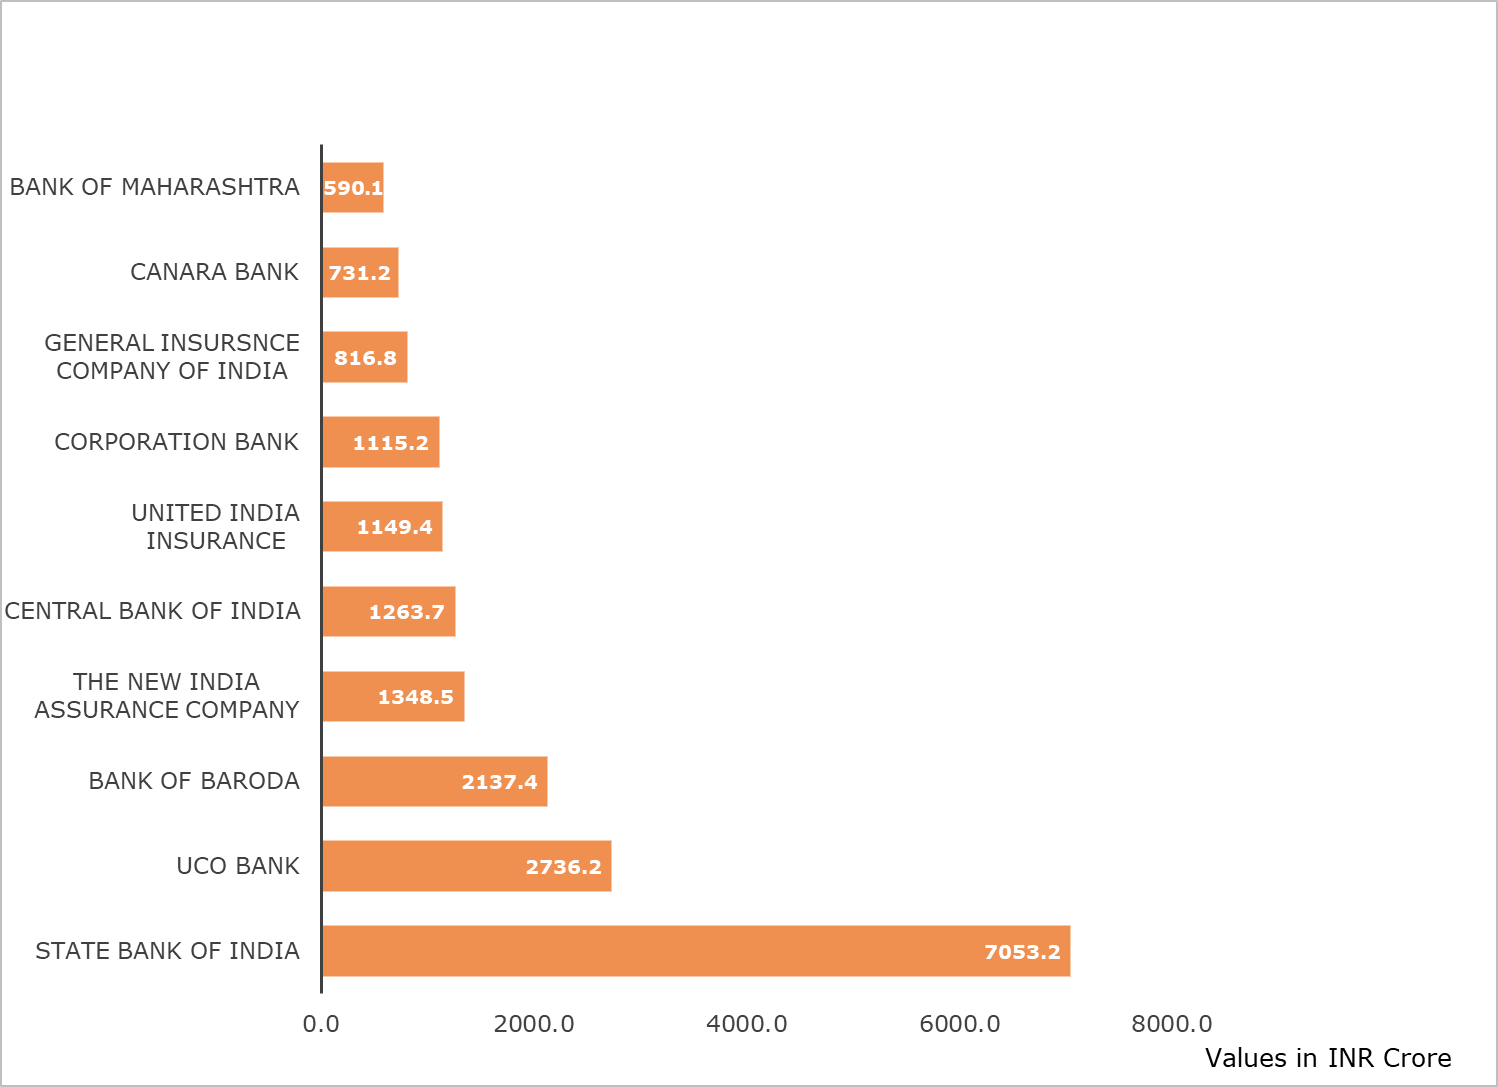 BANK OF MAHARASHTRA
590.1
CANARA BANK
731.2
GENERAL INSURSNCE
COMPANY OF INDIA
816.8
CORPORATION BANK
1115.2
UNITED INDIA
INSURANCE
1149.4
CENTRAL BANK OF INDIA
1263.7
THE NEW INDIA
ASSURANCE COMPANY
1348.5
BANK OF BARODA
2137.4
UCO BANK
2736.2
STATE BANK OF INDIA
7053.2
0.0 2000.0 4000.0 6000.0 8000.0
Values in INR Crore